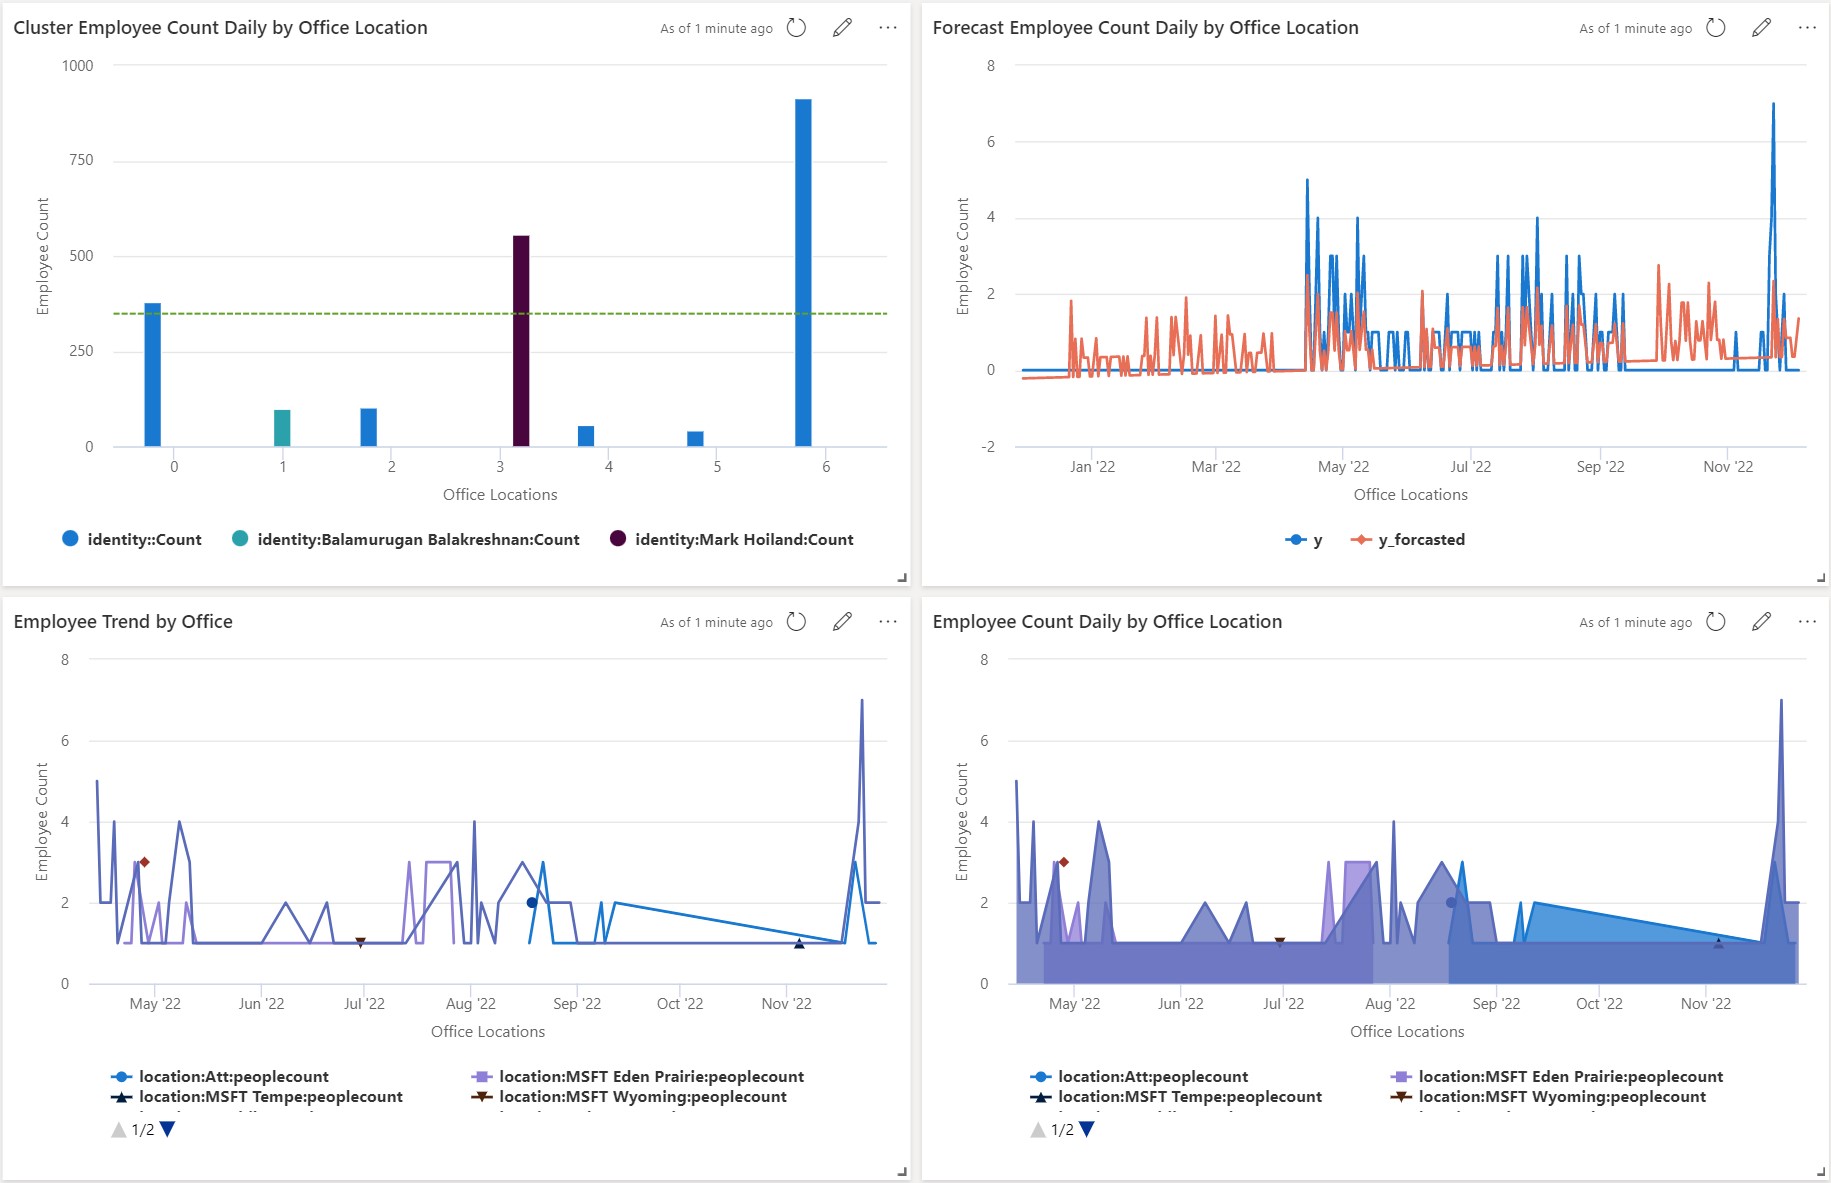 Cluster Employee Count Daily by Office Location
As of 1 minute ago
1000
750
500
250
0
Employee Count
0 1 2 3 4 5 6
Office Locations
identity::Count identity:Balamurugan Balakreshnan:Count identity:Mark Hoiland:Count
Forecast Employee Count Daily by Office Location
As of 1 minute ago
8
6
4
2
0
-2
Employee Count
Jan '22 Mar '22 May '22 Jul '22 Sep '22 Nov '22
Office Locations
y y_forcasted
Employee Trend by Office
As of 1 minute ago
8
6
4
2
0
Employee Count
May '22 Jun '22 Jul '22 Aug '22 Sep '22 Oct '22 Nov '22
Office Locations
location:Att:peoplecount location:MSFT Eden Prairie:peoplecount
location:MSFT Tempe:peoplecount location:MSFT Wyoming:peoplecount
1/2
Employee Count Daily by Office Location
As of 1 minute ago
8
6
4
2
0
Employee Count
May '22 Jun '22 Jul '22 Aug '22 Sep '22 Oct '22 Nov '22
Office Locations
location:Att:peoplecount location:MSFT Eden Prairie:peoplecount
location:MSFT Tempe:peoplecount location:MSFT Wyoming:peoplecount
1/2